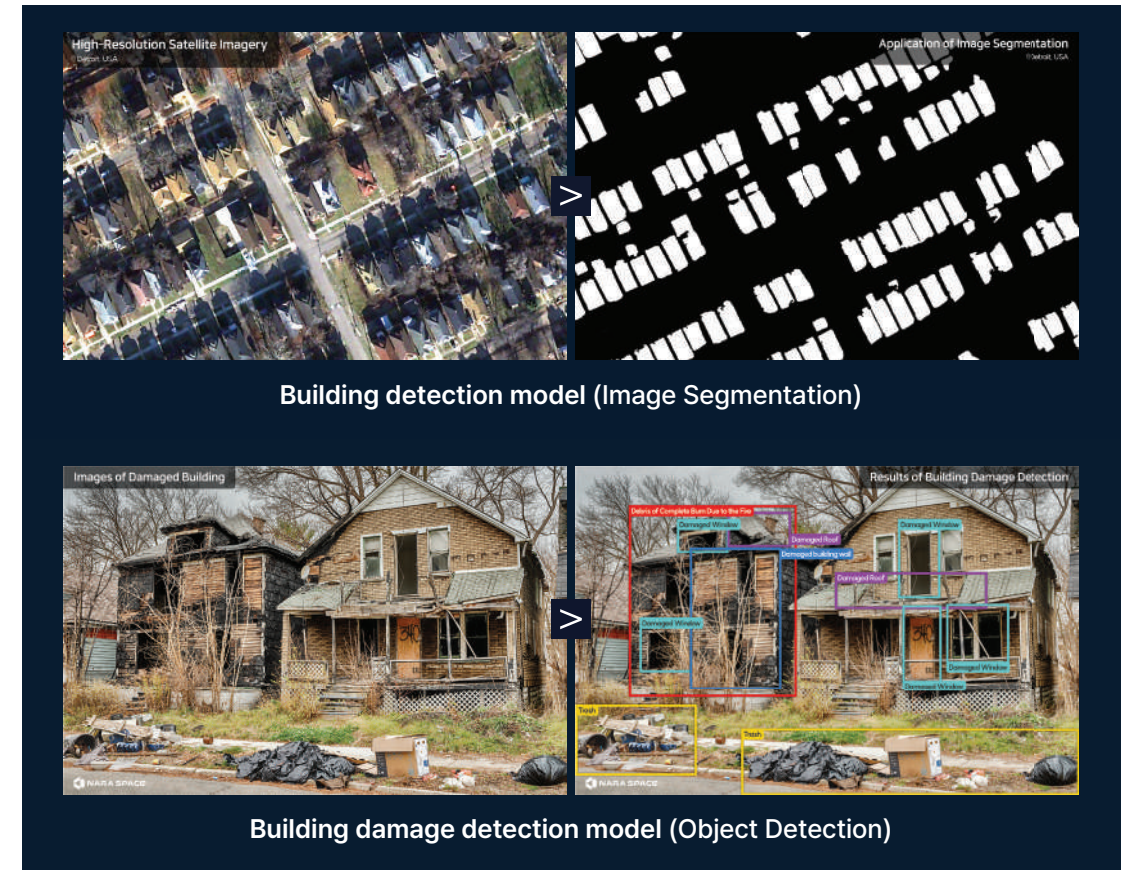 High-Resolution Satellite Imagery
©Detroit, USA
Application of Image Segmentation
©Detroit, USA
>
Building detection model (Image Segmentation)
Images of Damaged Building
Results of Building Damage Detection
Debris of Complete Burn Due to the Fire
Damaged Window
Damaged Window
Damaged Roof
Damaged building wall
Damaged Roof
>
340
340
Damaged Window
Damaged Window
Damaged Window
Trash
Trash
NARA SPACE
NARA SPACE
Building damage detection model (Object Detection)